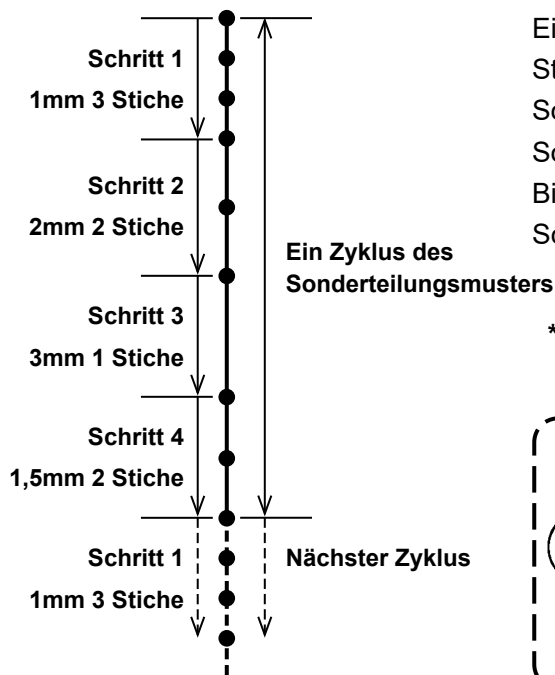 Schritt 1
1mm 3 Stiche
Schritt 2
2mm 2 Stiche
Ein Zyklus des
Sonderteilungsmusters
Schritt 3
3mm 1 Stiche
Schritt 4
1,5mm 2 Stiche
Schritt 1
1mm 3 Stiche
Nächster Zyklus
*